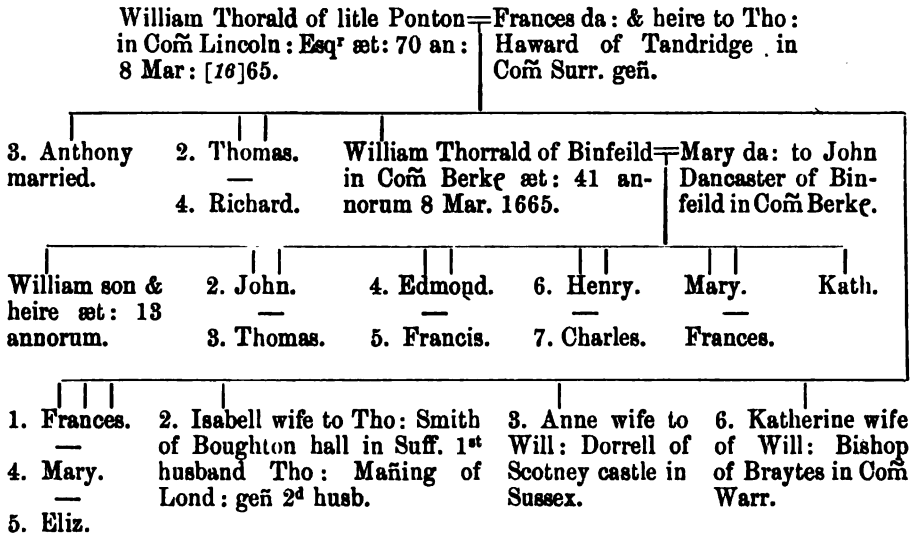 William Thorald of litle Ponton
in Com̃ Lincoln : Esqʳ æt: 70 an :
8 Mar : [16]65.
Frances da : & heire to Tho :
Haward of Tandridge in
Com̃ Surr. geñ.
3. Anthony
married.
2. Thomas.
4. Richard.
William Thorrald of Binfeild
in Com̃ Berkę æt: 41 an-
norum 8 Mar. 1665.
Mary da: to John
Dancaster of Bin-
feild in Com̃ Berkę.
William son &
heire æt: 13
annorum.
2. John.
3. Thomas.
4. Edmond.
5. Francis.
6. Henry.
7. Charles.
Mary.
Frances.
Kath.
1. Frances.
4. Mary.
5. Eliz.
2. Isabell wife to Tho: Smith
of Boughton hall in Suff. 1ˢᵗ
husband Tho : Mañing of
Lond : geñ 2ᵈ husb.
3. Anne wife to
Will: Dorrell of
Scotney castle in
Sussex.
6. Katherine wife
of Will: Bishop
of Braytes in Com̃
Warr.